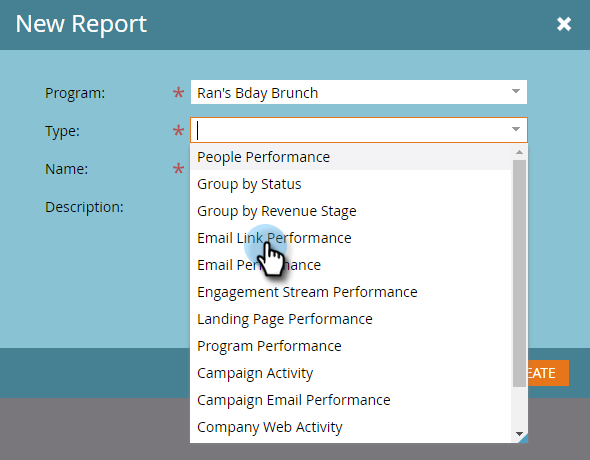 New Report
Program: * Ran's Bday Brunch
Type: *
People Performance
Name: *
Group by Status
Description:
Group by Revenue Stage
Email Link Performance
Email Performance
Engagement Stream Performance
Landing Page Performance
Program Performance
Campaign Activity
EATE
Campaign Email Performance
Company Web Activity